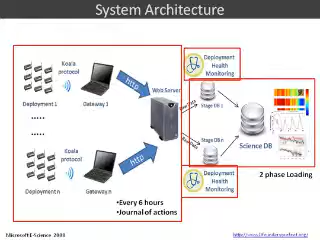 System Architecture
Koala
protocol
http
Web Server
Deployment 1
Gateway 1
.....
.....
Koala
protocol
http
Deployment n
Gateway n
•Every 6 hours
•Journal of actions
Deployment
Health
Monitoring
Stage DB 1
Stage DB n
Science DB
Deployment
Health
Monitoring
2 phase Loading
Microsoft E-Science 2009